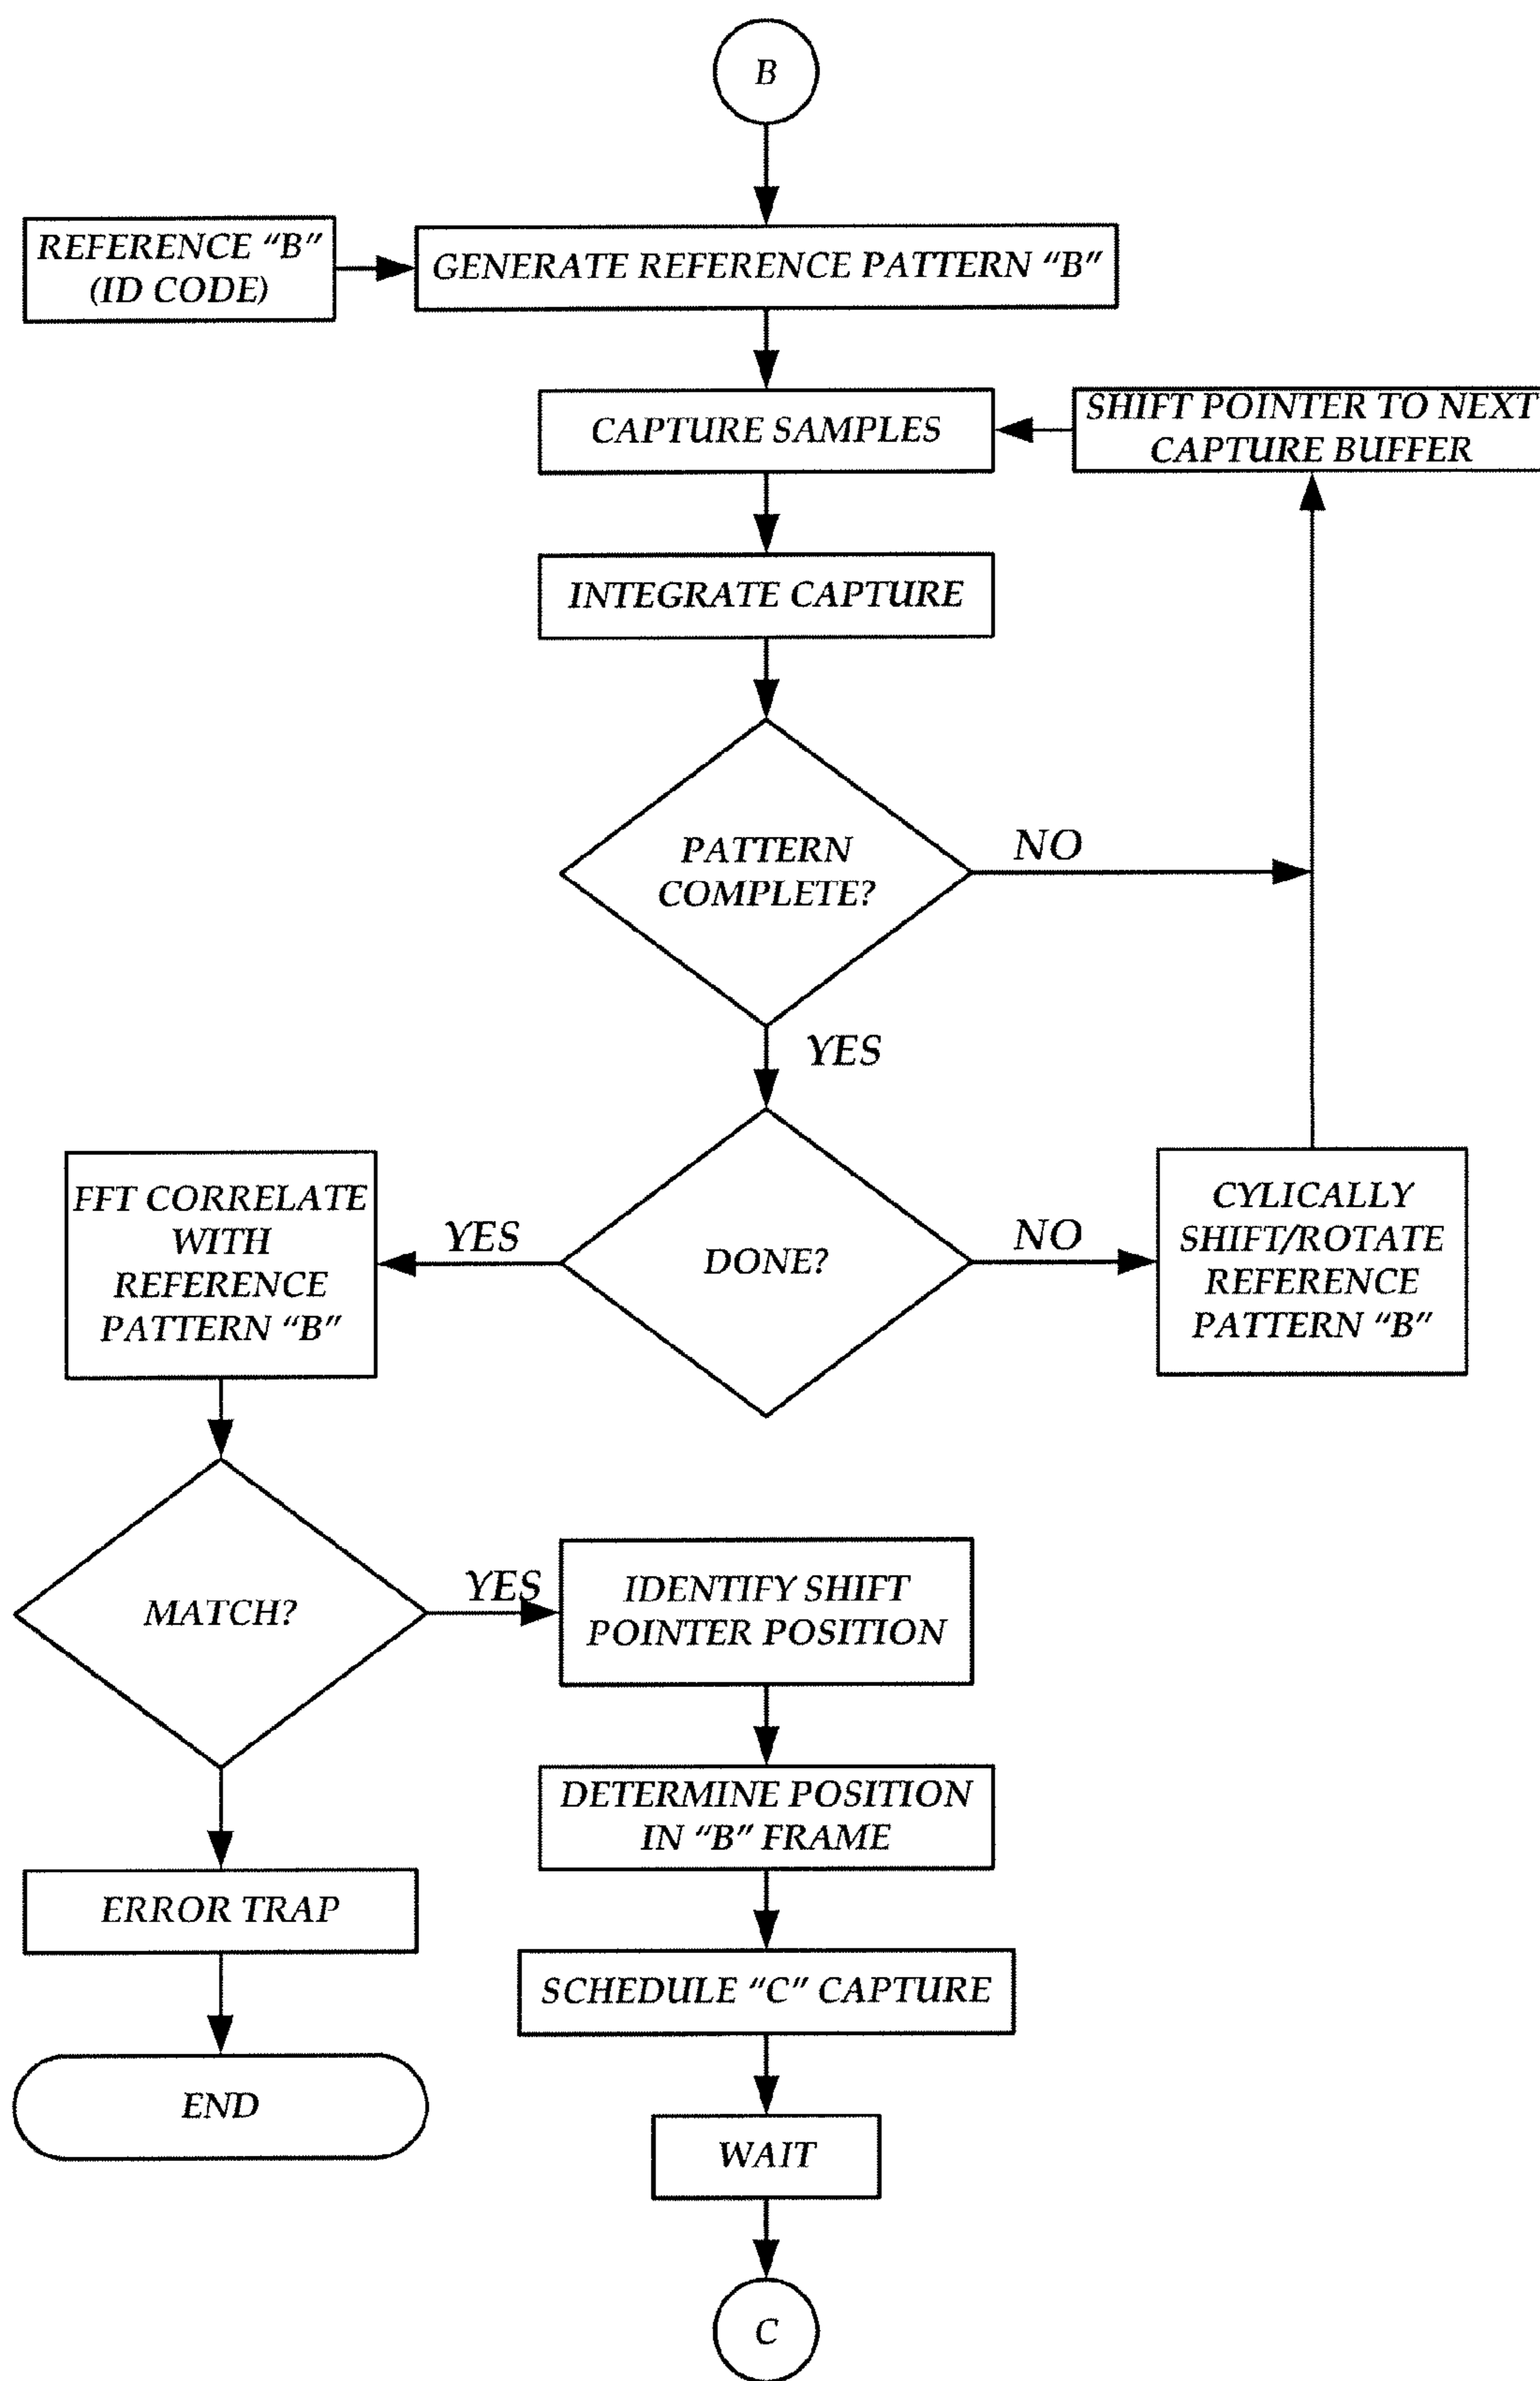 B
REFERENCE “B”
(ID CODE)
GENERATE REFERENCE PATTERN “B”
CAPTURE SAMPLES
SHIFT POINTER TO NEXT
CAPTURE BUFFER
INTEGRATE CAPTURE
PATTERN
COMPLETE?
NO
YES
FFT CORRELATE
WITH
REFERENCE
PATTERN “B”
YES
DONE?
NO
CYLICALLY
SHIFT/ROTATE
REFERENCE
PATTERN “B”
MATCH?
YES
IDENTIFY SHIFT
POINTER POSITION
DETERMINE POSITION
IN “B” FRAME
ERROR TRAP
SCHEDULE “C” CAPTURE
END
WAIT
C